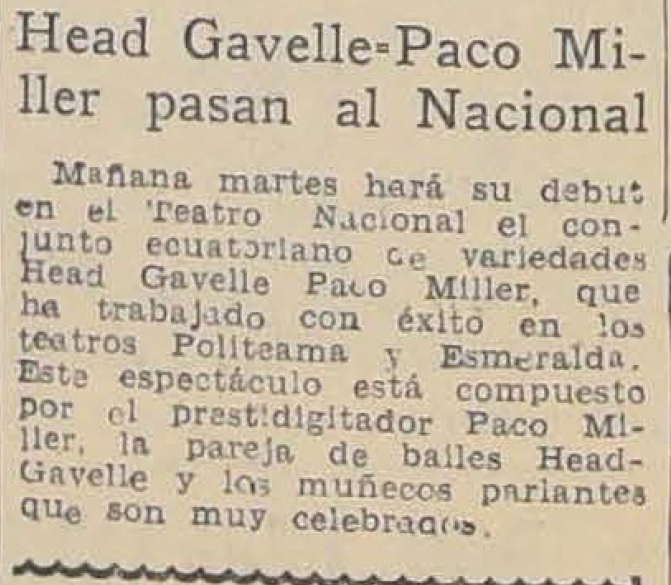 Head Gavelle-Paco Mi-
ller pasan al Nacional
Mañana martes hará su debut
en el Teatro Nacional el con-
junto ecuatoriano de variedades
Head Gavelle Paco Miller, que
ha trabajado con éxito en los
teatros Politeama y Esmeralda.
Este espectáculo está compuesto
por el prestidigitador Paco Mi-
ller, la pareja de bailes Head-
Gavelle y los muñecos parlantes
que son muy celebrados.